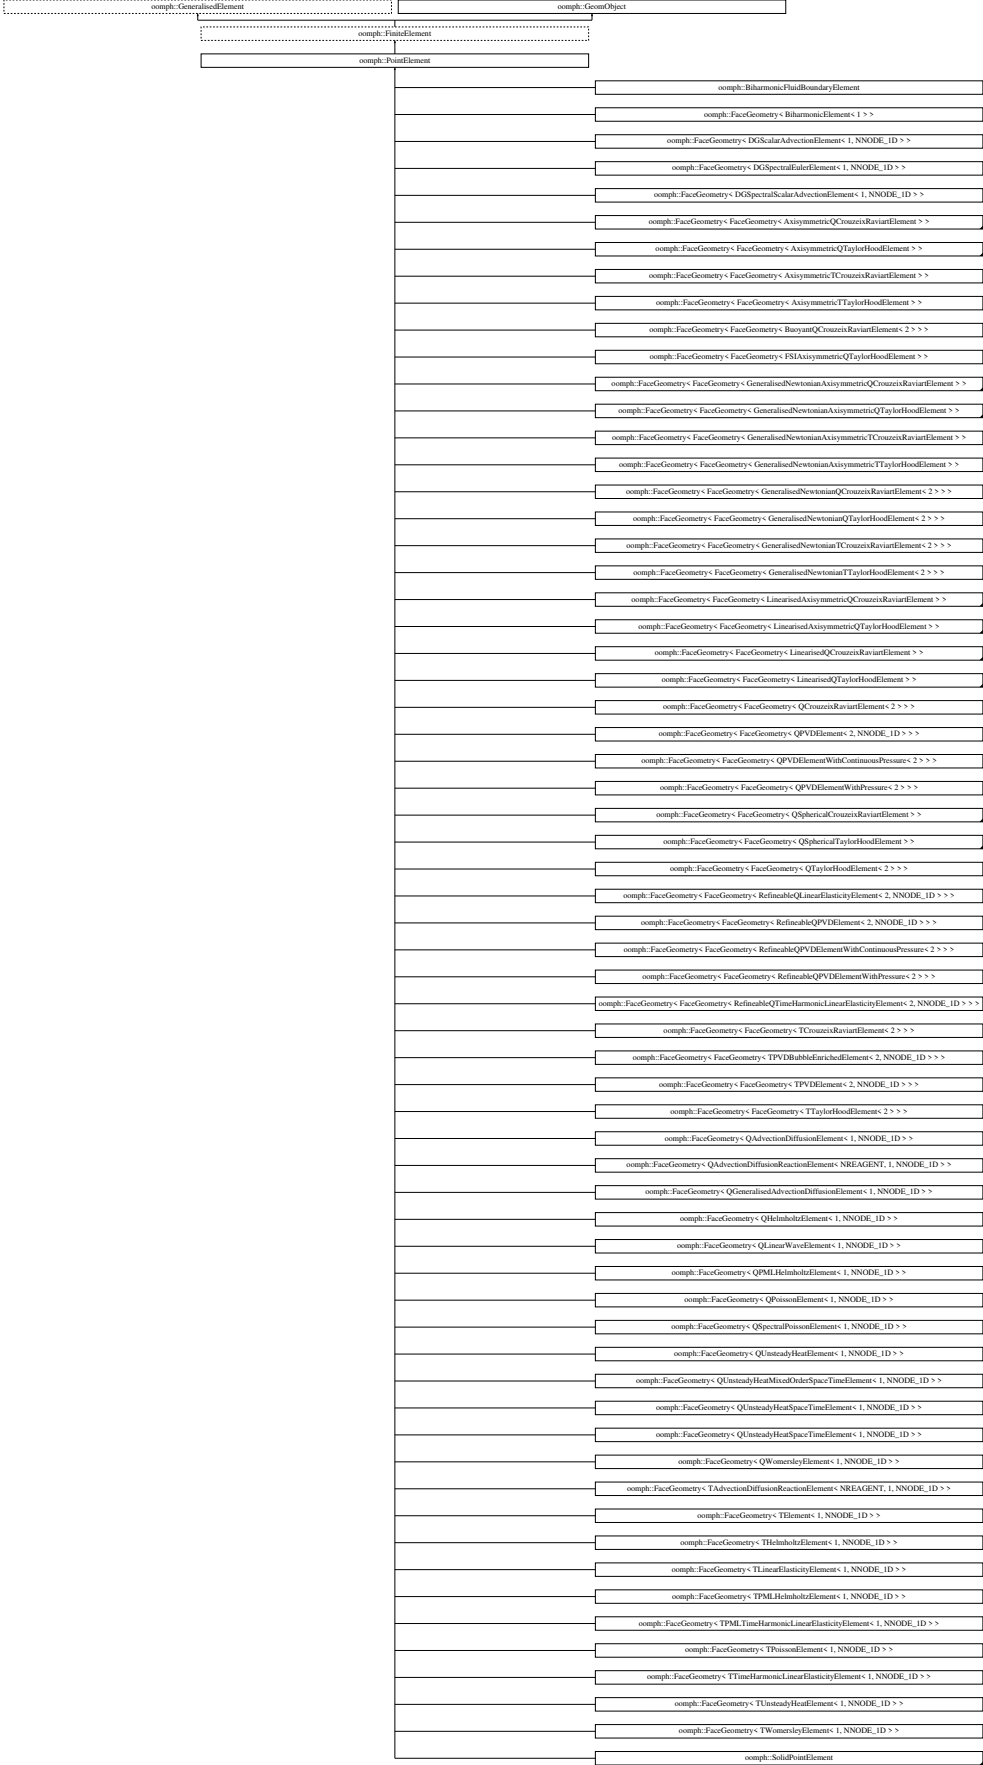 oomph::GeneralisedElement
oomph::GeomObject
oomph::FiniteElement
oomph::PointElement
oomph::BiharmonicFluidBoundaryElement
oomph::FaceGeometry< BiharmonicElement< 1 > >
oomph::FaceGeometry< DGScalarAdvectionElement< 1, NNODE_1D > >
oomph::FaceGeometry< DGSpectralEulerElement< 1, NNODE_1D > >
oomph::FaceGeometry< DGSpectralScalarAdvectionElement< 1, NNODE_1D > >
oomph::FaceGeometry< FaceGeometry< AxisymmetricQCrouzeixRaviartElement > >
oomph::FaceGeometry< FaceGeometry< AxisymmetricQTaylorHoodElement > >
oomph::FaceGeometry< FaceGeometry< AxisymmetricTCrouzeixRaviartElement > >
oomph::FaceGeometry< FaceGeometry< AxisymmetricTTaylorHoodElement > >
oomph::FaceGeometry< FaceGeometry< BuoyantQCrouzeixRaviartElement< 2 > > >
oomph::FaceGeometry< FaceGeometry< FSIAxisymmetricQTaylorHoodElement > >
oomph::FaceGeometry< FaceGeometry< GeneralisedNewtonianAxisymmetricQCrouzeixRaviartElement > >
oomph::FaceGeometry< FaceGeometry< GeneralisedNewtonianAxisymmetricQTaylorHoodElement > >
oomph::FaceGeometry< FaceGeometry< GeneralisedNewtonianAxisymmetricTCrouzeixRaviartElement > >
oomph::FaceGeometry< FaceGeometry< GeneralisedNewtonianAxisymmetricTTaylorHoodElement > >
oomph::FaceGeometry< FaceGeometry< GeneralisedNewtonianQCrouzeixRaviartElement< 2 > > >
oomph::FaceGeometry< FaceGeometry< GeneralisedNewtonianQTaylorHoodElement< 2 > > >
oomph::FaceGeometry< FaceGeometry< GeneralisedNewtonianTCrouzeixRaviartElement< 2 > > >
oomph::FaceGeometry< FaceGeometry< GeneralisedNewtonianTTaylorHoodElement< 2 > > >
oomph::FaceGeometry< FaceGeometry< LinearisedAxisymmetricQCrouzeixRaviartElement > >
oomph::FaceGeometry< FaceGeometry< LinearisedAxisymmetricQTaylorHoodElement > >
oomph::FaceGeometry< FaceGeometry< LinearisedQCrouzeixRaviartElement > >
oomph::FaceGeometry< FaceGeometry< LinearisedQTaylorHoodElement > >
oomph::FaceGeometry< FaceGeometry< QCrouzeixRaviartElement< 2 > > >
oomph::FaceGeometry< FaceGeometry< QPVDElement< 2, NNODE_1D > > >
oomph::FaceGeometry< FaceGeometry< QPVDElementWithContinuousPressure< 2 > > >
oomph::FaceGeometry< FaceGeometry< QPVDElementWithPressure< 2 > > >
oomph::FaceGeometry< FaceGeometry< QSphericalCrouzeixRaviartElement > >
oomph::FaceGeometry< FaceGeometry< QSphericalTaylorHoodElement > >
oomph::FaceGeometry< FaceGeometry< QTaylorHoodElement< 2 > > >
oomph::FaceGeometry< FaceGeometry< RefineableQLinearElasticityElement< 2, NNODE_1D > > >
oomph::FaceGeometry< FaceGeometry< RefineableQPVDElement< 2, NNODE_1D > > >
oomph::FaceGeometry< FaceGeometry< RefineableQPVDElementWithContinuousPressure< 2 > > >
oomph::FaceGeometry< FaceGeometry< RefineableQPVDElementWithPressure< 2 > > >
oomph::FaceGeometry< FaceGeometry< RefineableQTimeHarmonicLinearElasticityElement< 2, NNODE_1D > > >
oomph::FaceGeometry< FaceGeometry< TCrouzeixRaviartElement< 2 > > >
oomph::FaceGeometry< FaceGeometry< TPVDBubbleEnrichedElement< 2, NNODE_1D > > >
oomph::FaceGeometry< FaceGeometry< TPVDElement< 2, NNODE_1D > > >
oomph::FaceGeometry< FaceGeometry< TTaylorHoodElement< 2 > > >
oomph::FaceGeometry< QAdvectionDiffusionElement< 1, NNODE_1D > >
oomph::FaceGeometry< QAdvectionDiffusionReactionElement< NREAGENT, 1, NNODE_1D > >
oomph::FaceGeometry< QGeneralisedAdvectionDiffusionElement< 1, NNODE_1D > >
oomph::FaceGeometry< QHelmholtzElement< 1, NNODE_1D > >
oomph::FaceGeometry< QLinearWaveElement< 1, NNODE_1D > >
oomph::FaceGeometry< QPMLHelmholtzElement< 1, NNODE_1D > >
oomph::FaceGeometry< QPoissonElement< 1, NNODE_1D > >
oomph::FaceGeometry< QSpectralPoissonElement< 1, NNODE_1D > >
oomph::FaceGeometry< QUnsteadyHeatElement< 1, NNODE_1D > >
oomph::FaceGeometry< QUnsteadyHeatMixedOrderSpaceTimeElement< 1, NNODE_1D > >
oomph::FaceGeometry< QUnsteadyHeatSpaceTimeElement< 1, NNODE_1D > >
oomph::FaceGeometry< QUnsteadyHeatSpaceTimeElement< 1, NNODE_1D > >
oomph::FaceGeometry< QWomersleyElement< 1, NNODE_1D > >
oomph::FaceGeometry< TAdvectionDiffusionReactionElement< NREAGENT, 1, NNODE_1D > >
oomph::FaceGeometry< TElement< 1, NNODE_1D > >
oomph::FaceGeometry< THelmholtzElement< 1, NNODE_1D > >
oomph::FaceGeometry< TLinearElasticityElement< 1, NNODE_1D > >
oomph::FaceGeometry< TPMLHelmholtzElement< 1, NNODE_1D > >
oomph::FaceGeometry< TPMLTimeHarmonicLinearElasticityElement< 1, NNODE_1D > >
oomph::FaceGeometry< TPoissonElement< 1, NNODE_1D > >
oomph::FaceGeometry< TTimeHarmonicLinearElasticityElement< 1, NNODE_1D > >
oomph::FaceGeometry< TUnsteadyHeatElement< 1, NNODE_1D > >
oomph::FaceGeometry< TWomersleyElement< 1, NNODE_1D > >
oomph::SolidPointElement